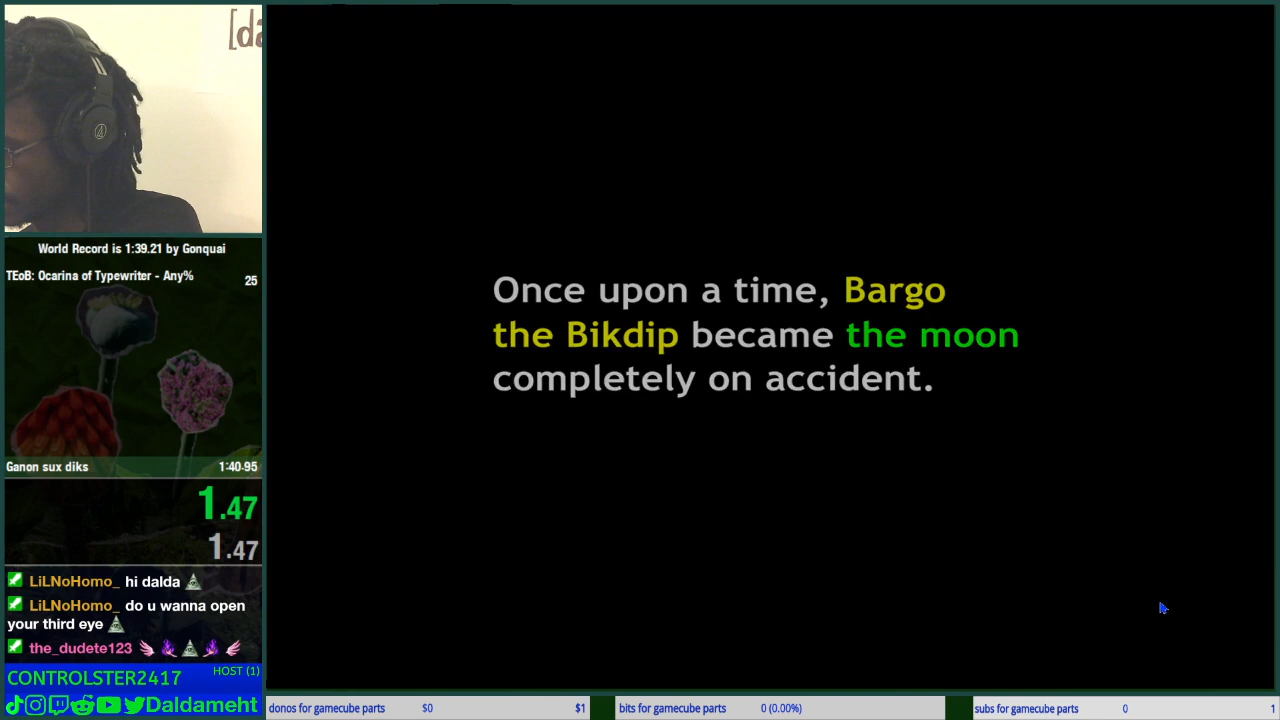 [da
World Record is 1:39.21 by Gonquai
TEoB: Ocarina of Typewriter - Any%
25
Ganon sux diks
1:40.95
1.47
1.47
LiLNoHomo_ hi dalda
LiLNoHomo_ do u wanna open
your third eye
the_dudete123
CONTROLSTER2417
HOST (1)
Daldameht
Once upon a time, Bargo
the Bikdip became the moon
completely on accident.
donos for gamecube parts $0 $1
bits for gamecube parts 0 (0.00%)
subs for gamecube parts 0 1